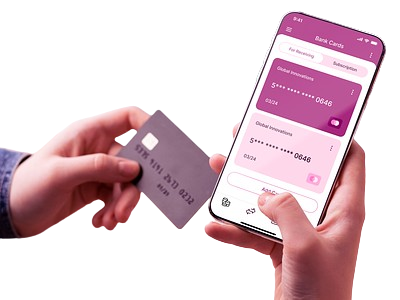 9:41
Bank Cards
For Receiving
Subscription
Global Innovations
5*** **** **** 0646
03/24
Global Innovations
5*** **** **** 0646
03/24